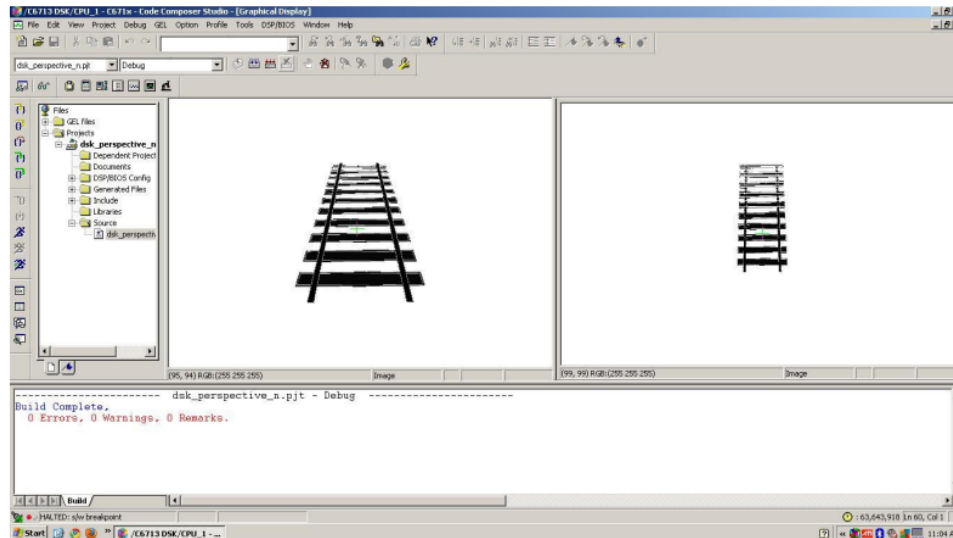 /C6713 DSK/CPU_1 - C671x - Code Composer Studio - [Graphical Display]
File Edit View Project Debug GEL Option Profile Tools DSP/BIOS Window Help
dsk_perspective_n.pjt Debug
Files
GEL files
Projects
dsk_perspective_n
Dependent Project
Documents
DSP/BIOS Config
Generated Files
Include
Libraries
Source
dsk_perspectiv
(95, 94) RGB:(255 255 255) Image
(99, 99) RGB:(255 255 255) Image
----------------------- dsk_perspective_n.pjt - Debug -----------------------
Build Complete,
0 Errors, 0 Warnings, 0 Remarks.
Build
HALTED: s/w breakpoint
: 63,643,918 Ln 60, Col 1
Start /C6713 DSK/CPU_1 - ... 11:04 A